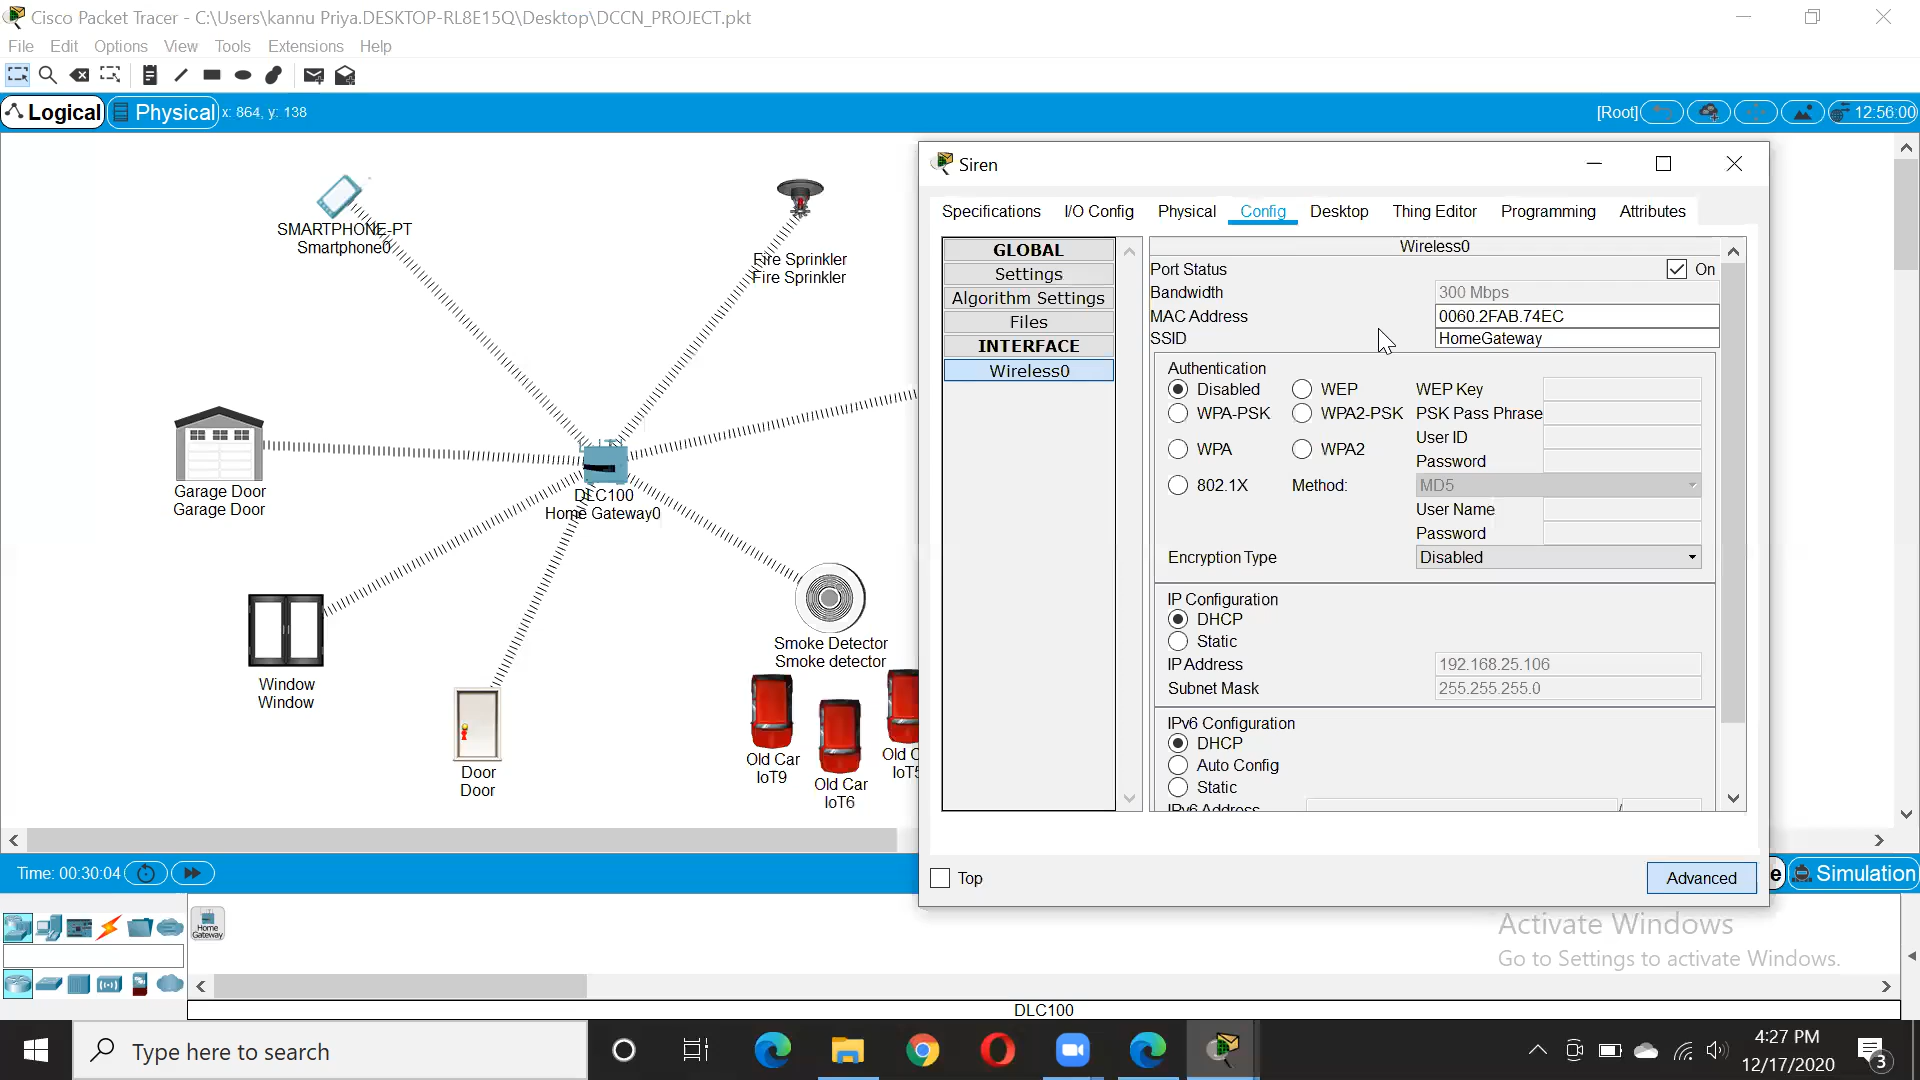 Cisco Packet Tracer - C:\Users\kannu Priya.DESKTOP-RL8E15Q\Desktop\DCCN_PROJECT.pkt
File Edit Options View Tools Extensions Help
Logical Physical x: 864, y: 138 [Root] 12:56:00
SMARTPHONE-PT
Smartphone0
Fire Sprinkler
Fire Sprinkler
Garage Door
Garage Door
DLC100
Home Gateway0
Window
Window
Door
Door
Smoke Detector
Smoke detector
Old Car
IoT9
Old Car
IoT6
Old C
IoT5
Siren
Specifications I/O Config Physical Config Desktop Thing Editor Programming Attributes
GLOBAL
Settings
Algorithm Settings
Files
INTERFACE
Wireless0
Wireless0
Port Status On
Bandwidth 300 Mbps
MAC Address 0060.2FAB.74EC
SSID HomeGateway
Authentication
Disabled WEP WEP Key
WPA-PSK WPA2-PSK PSK Pass Phrase
User ID
WPA WPA2
Password
802.1X Method: MD5
User Name
Password
Encryption Type Disabled
IP Configuration
DHCP
Static
IP Address 192.168.25.106
Subnet Mask 255.255.255.0
IPv6 Configuration
DHCP
Auto Config
Static
IPv6 Address /
Top Advanced
Time: 00:30:04 e Simulation
Home
Gateway
Activate Windows
Go to Settings to activate Windows.
DLC100
Type here to search
4:27 PM
12/17/2020
3